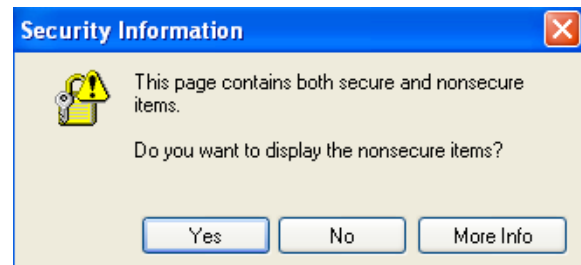 Security Information
This page contains both secure and nonsecure
items.
Do you want to display the nonsecure items?
Yes No More Info